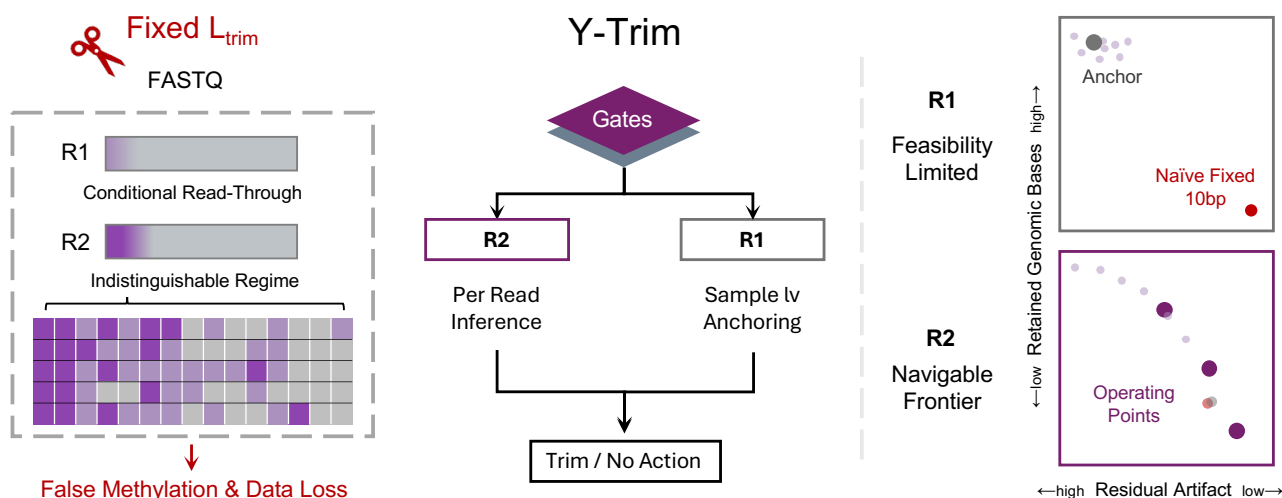 Fixed Ltrim
FASTQ
R1
Conditional Read-Through
R2
Indistinguishable Regime
False Methylation & Data Loss
Y-Trim
Gates
R2
R1
Per Read
Inference
Sample lv
Anchoring
Trim / No Action
R1
Feasibility
Limited
R2
Navigable
Frontier
←low Retained Genomic Bases high→
Anchor
Naïve Fixed
10bp
Operating
Points
←high Residual Artifact low→